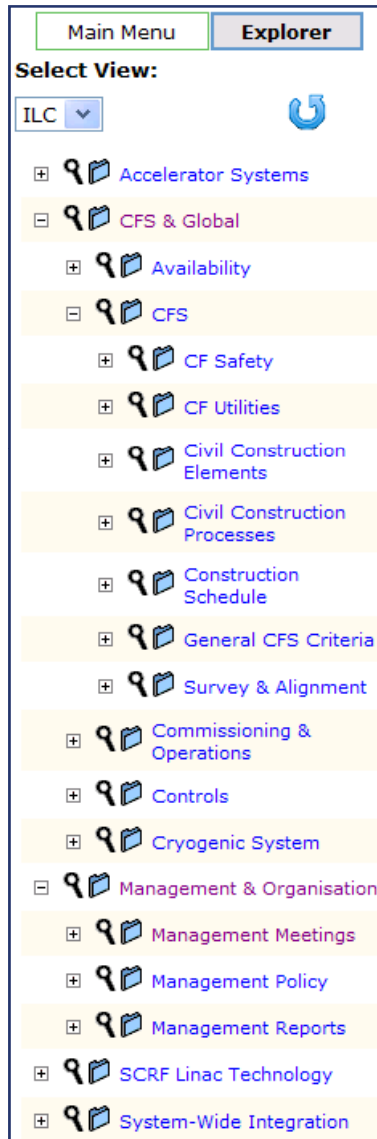 Main Menu Explorer
Select View:
ILC
Accelerator Systems
CFS & Global
Availability
CFS
CF Safety
CF Utilities
Civil Construction
Elements
Civil Construction
Processes
Construction
Schedule
General CFS Criteria
Survey & Alignment
Commissioning &
Operations
Controls
Cryogenic System
Management & Organisation
Management Meetings
Management Policy
Management Reports
SCRF Linac Technology
System-Wide Integration